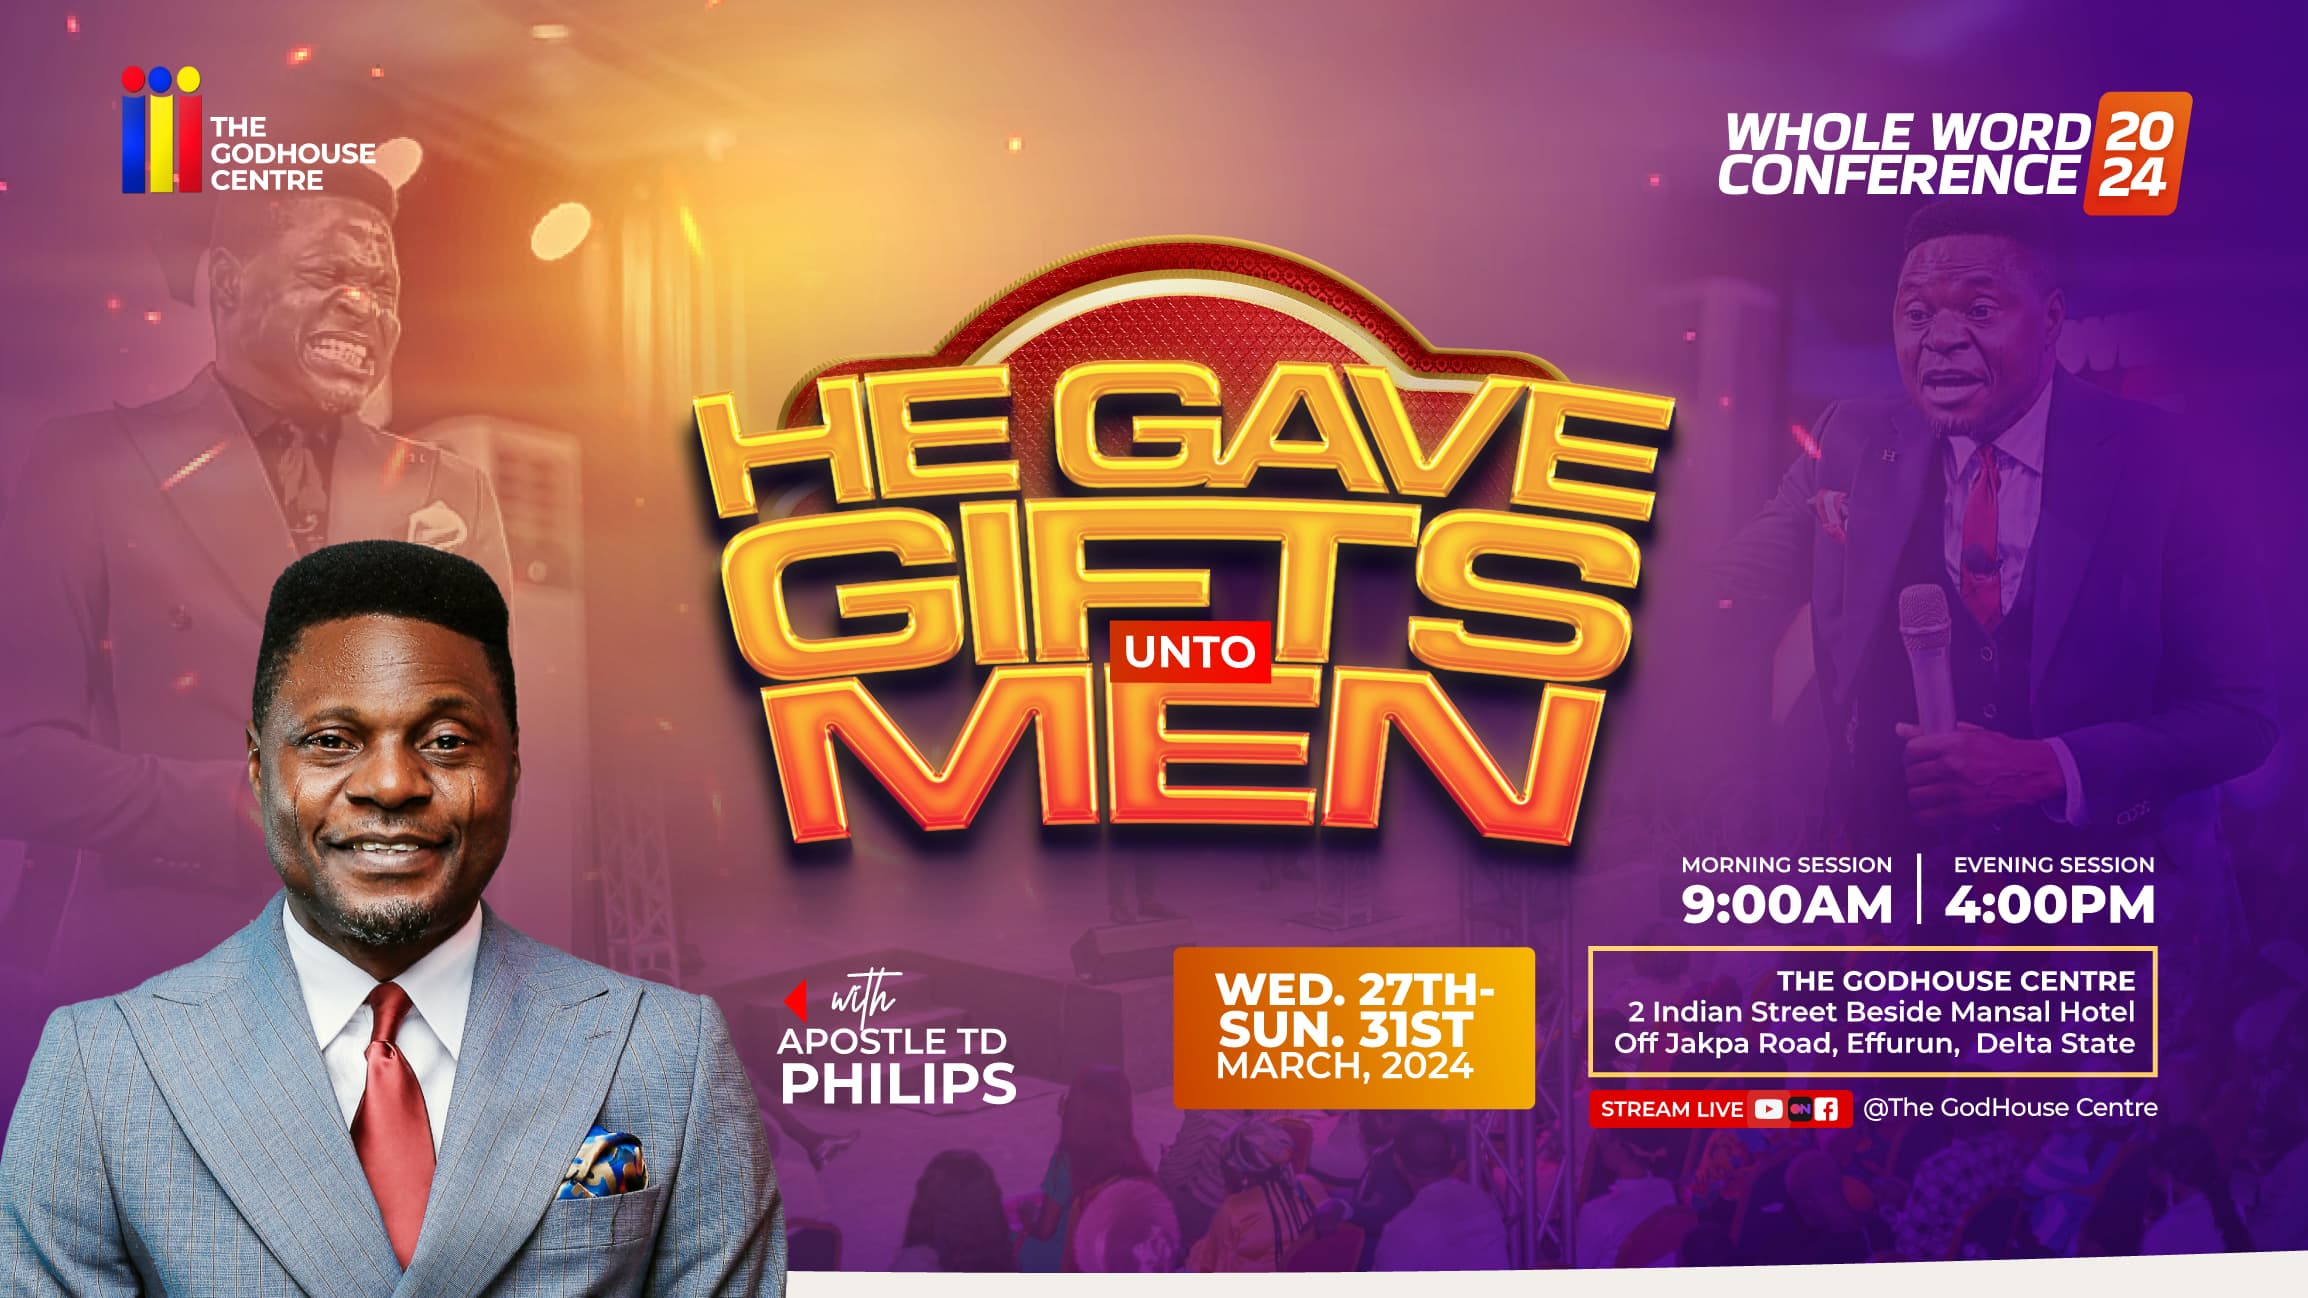 THE
GODHOUSE
CENTRE
WHOLE WORD
CONFERENCE
20
24
HE GAVE
GIFTS
UNTO
MEN
with
APOSTLE TD
PHILIPS
WED. 27TH-
SUN. 31ST
MARCH, 2024
MORNING SESSION
9:00AM
EVENING SESSION
4:00PM
THE GODHOUSE CENTRE
2 Indian Street Beside Mansal Hotel
Off Jakpa Road, Effurun, Delta State
STREAM LIVE ON @The GodHouse Centre